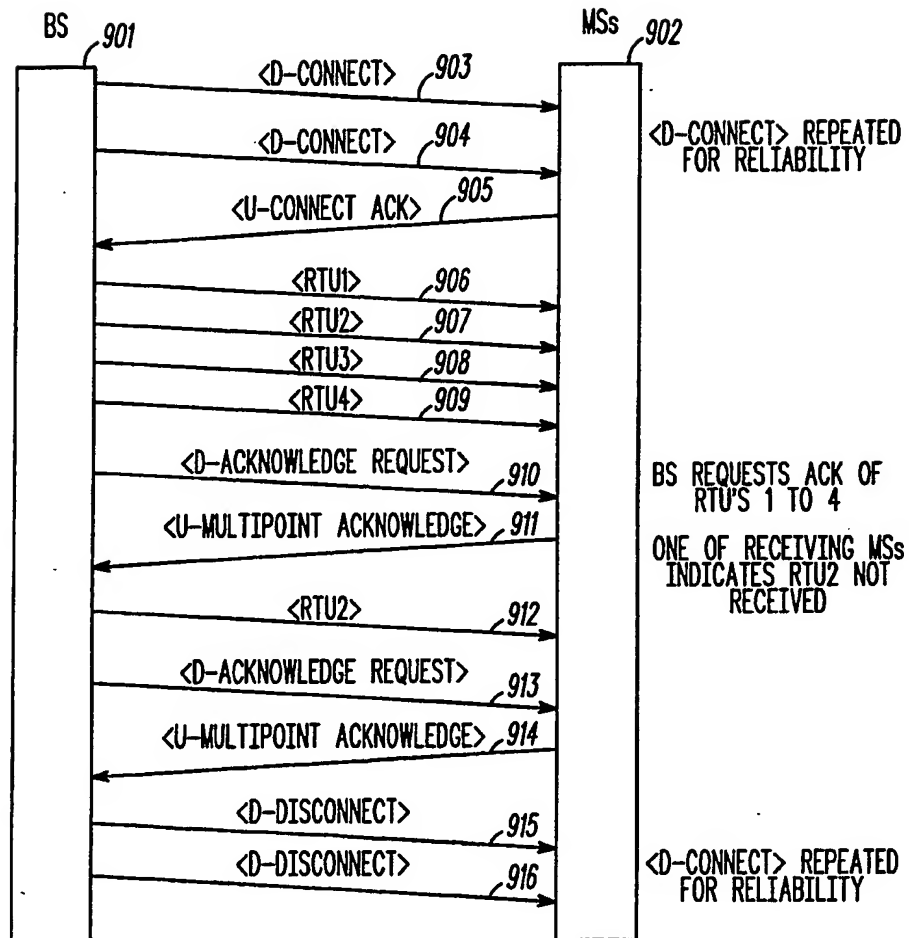 BS
901
MSs
902
<D-CONNECT>
903
<D-CONNECT>
904
<D-CONNECT> REPEATED
FOR RELIABILITY
<U-CONNECT ACK>
905
<RTU1>
906
<RTU2>
907
<RTU3>
908
<RTU4>
909
<D-ACKNOWLEDGE REQUEST>
910
BS REQUESTS ACK OF
RTU'S 1 TO 4
<U-MULTIPOINT ACKNOWLEDGE>
911
ONE OF RECEIVING MSs
INDICATES RTU2 NOT
RECEIVED
<RTU2>
912
<D-ACKNOWLEDGE REQUEST>
913
<U-MULTIPOINT ACKNOWLEDGE>
914
<D-DISCONNECT>
915
<D-DISCONNECT>
916
<D-CONNECT> REPEATED
FOR RELIABILITY